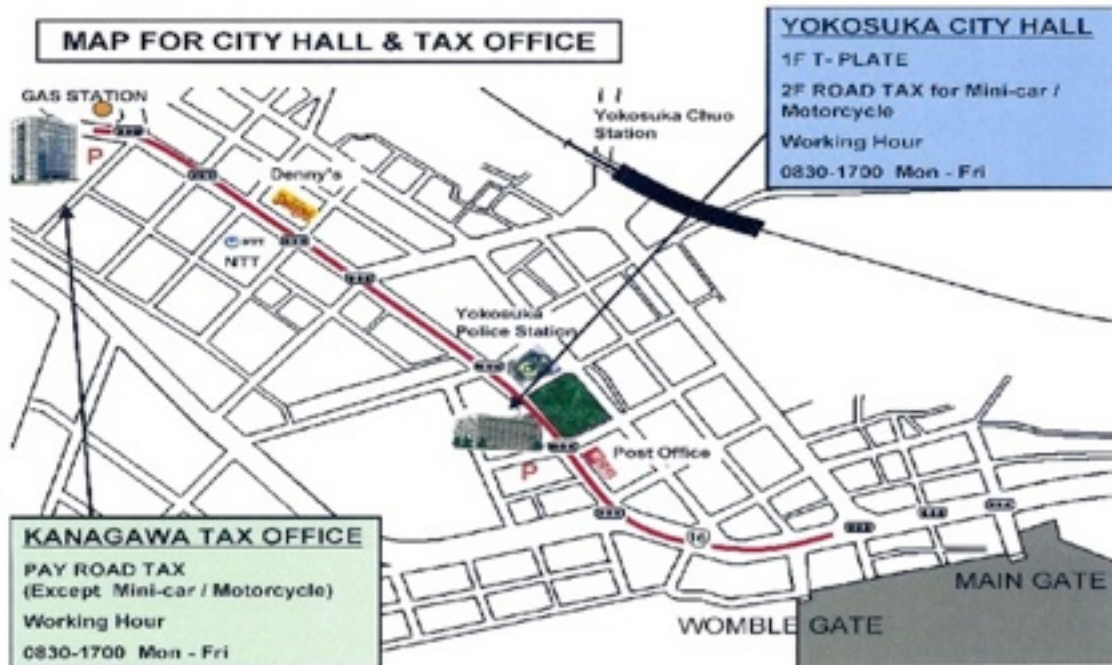 MAP FOR CITY HALL & TAX OFFICE
YOKOSUKA CITY HALL
1F T- PLATE
2F ROAD TAX for Mini-car /
Motorcycle
Working Hour
0830-1700 Mon - Fri
GAS STATION
P
Yokosuka Chuo
Station
Denny's
Denny's
NTT
NTT
Yokosuka
Police Station
Post Office
P
16
KANAGAWA TAX OFFICE
PAY ROAD TAX
(Except Mini-car / Motorcycle)
Working Hour
0830-1700 Mon - Fri
MAIN GATE
WOMBLE GATE